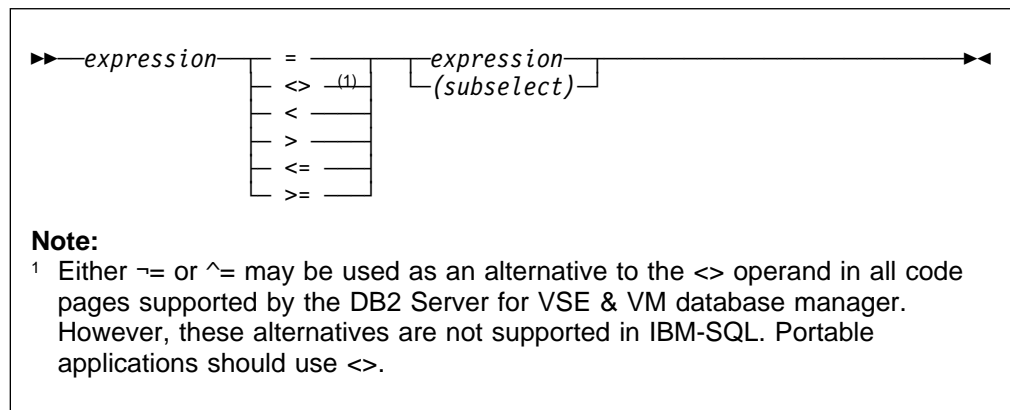 ►►──expression──┬─ = ──────┬──┬─expression──┬──►◄
├─ <> ─(1)─┤ └─(subselect)─┘
├─ < ──────┤
├─ > ──────┤
├─ <= ─────┤
└─ >= ─────┘
Note:
1 Either ¬= or ^= may be used as an alternative to the <> operand in all code
pages supported by the DB2 Server for VSE & VM database manager.
However, these alternatives are not supported in IBM-SQL. Portable
applications should use <>.